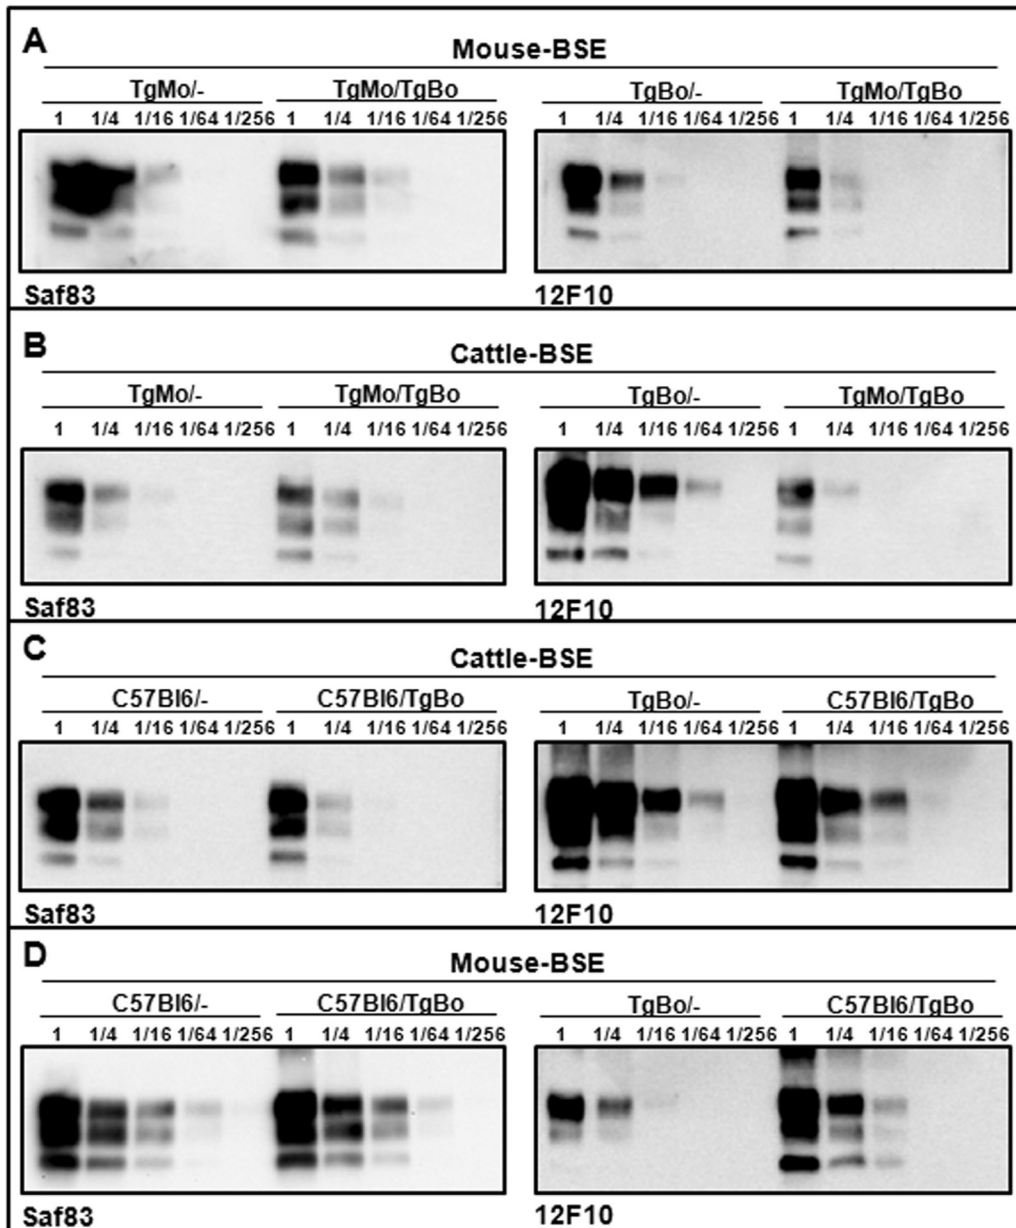 A
Mouse-BSE
TgMo/- TgMo/TgBo TgBo/- TgMo/TgBo
1 1/4 1/16 1/64 1/256 1 1/4 1/16 1/64 1/256 1 1/4 1/16 1/64 1/256 1 1/4 1/16 1/64 1/256
Saf83 12F10
B
Cattle-BSE
TgMo/- TgMo/TgBo TgBo/- TgMo/TgBo
1 1/4 1/16 1/64 1/256 1 1/4 1/16 1/64 1/256 1 1/4 1/16 1/64 1/256 1 1/4 1/16 1/64 1/256
Saf83 12F10
C
Cattle-BSE
C57Bl6/- C57Bl6/TgBo TgBo/- C57Bl6/TgBo
1 1/4 1/16 1/64 1/256 1 1/4 1/16 1/64 1/256 1 1/4 1/16 1/64 1/256 1 1/4 1/16 1/64 1/256
Saf83 12F10
D
Mouse-BSE
C57Bl6/- C57Bl6/TgBo TgBo/- C57Bl6/TgBo
1 1/4 1/16 1/64 1/256 1 1/4 1/16 1/64 1/256 1 1/4 1/16 1/64 1/256 1 1/4 1/16 1/64 1/256
Saf83 12F10